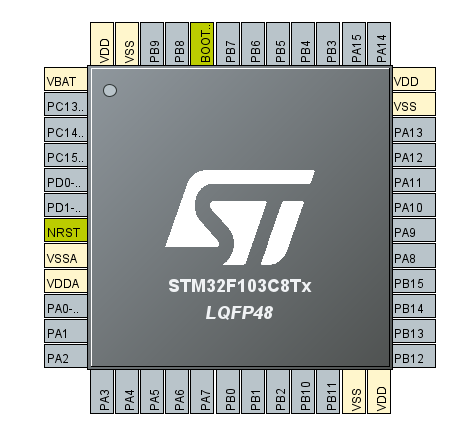 VDD
VSS
PB9
PB8
BOOT..
PB7
PB6
PB5
PB4
PB3
PA15
PA14
VBAT
PC13..
PC14..
PC15..
PD0-..
PD1-..
NRST
VSSA
VDDA
PA0-..
PA1
PA2
VDD
VSS
PA13
PA12
PA11
PA10
PA9
PA8
PB15
PB14
PB13
PB12
ST
STM32F103C8Tx
LQFP48
PA3
PA4
PA5
PA6
PA7
PB0
PB1
PB2
PB10
PB11
VSS
VDD